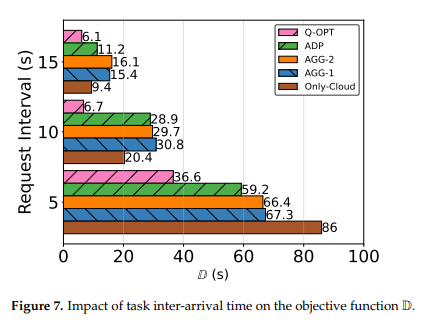 Request Interval (s)
15
10
5
6.1
11.2
16.1
15.4
9.4
6.7
28.9
29.7
30.8
20.4
36.6
59.2
66.4
67.3
86
Q-OPT
ADP
AGG-2
AGG-1
Only-Cloud
0 20 40 60 80 100
𝔻 (s)
Figure 7. Impact of task inter-arrival time on the objective function 𝔻.